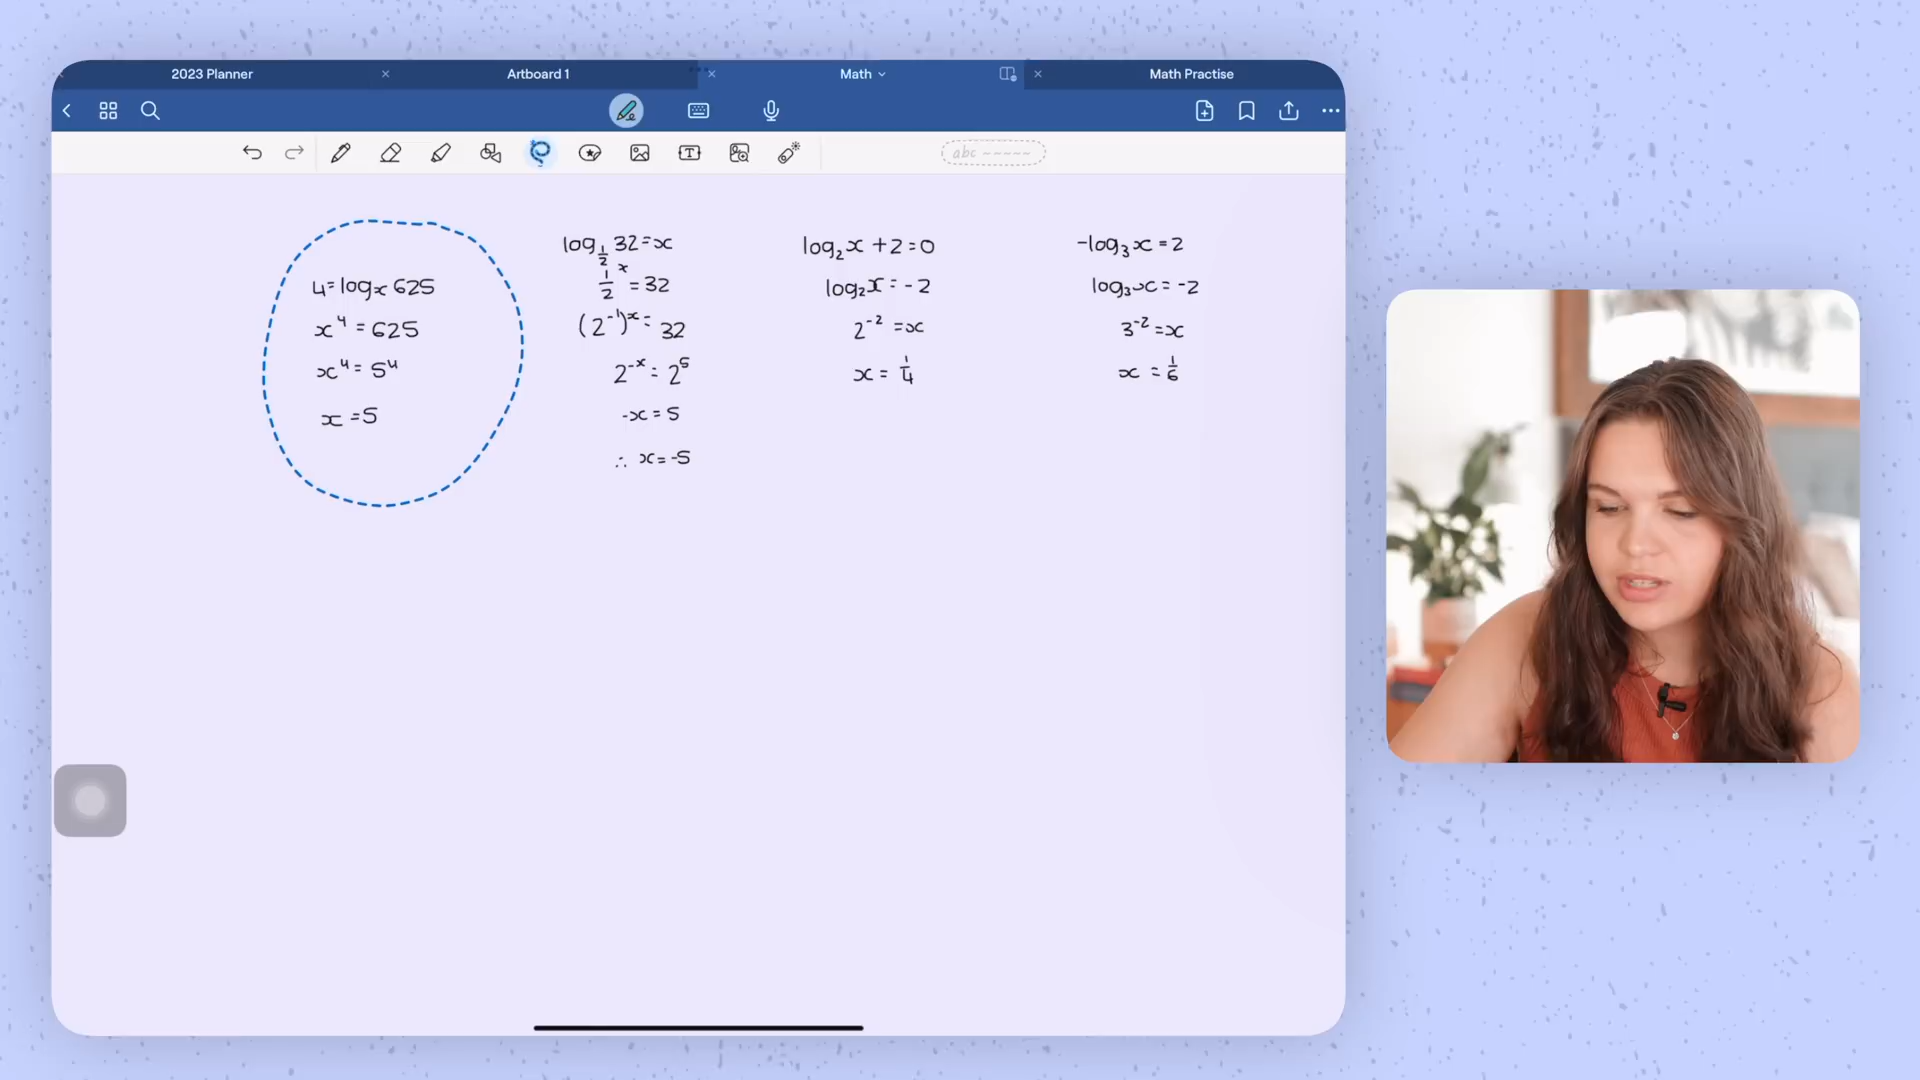 2023 Planner
Artboard 1
Math
Math Practise
abc
4=logx 625
x⁴ = 625
x⁴ = 5⁴
x = 5
log1/2 32=x
1/2^x = 32
(2⁻¹)^x = 32
2^-x = 2⁵
-x = 5
∴ x=-5
log₂x +2=0
log₂x = -2
2⁻² =x
x = 1/4
-log₃x = 2
log₃x = -2
3⁻²=x
x = 1/6